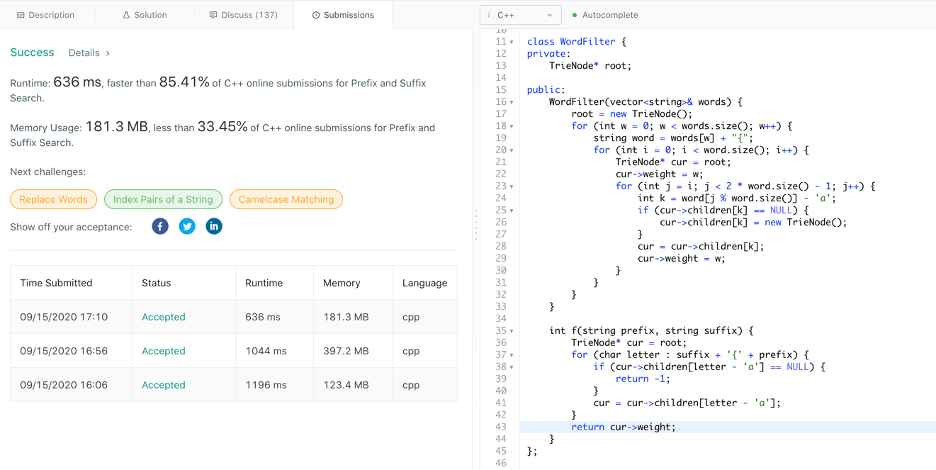 Description
Solution
Discuss (137)
Submissions
Success
Details ›
Runtime: 636 ms, faster than 85.41% of C++ online submissions for Prefix and Suffix
Search.
Memory Usage: 181.3 MB, less than 33.45% of C++ online submissions for Prefix and
Suffix Search.
Next challenges:
Replace Words
Index Pairs of a String
Camelcase Matching
Show off your acceptance:
Time Submitted Status Runtime Memory Language
09/15/2020 17:10 Accepted 636 ms 181.3 MB cpp
09/15/2020 16:56 Accepted 1044 ms 397.2 MB cpp
09/15/2020 16:06 Accepted 1196 ms 123.4 MB cpp
i C++
Autocomplete
10
11 class WordFilter {
12 private:
13 TrieNode* root;
14
15 public:
16 WordFilter(vector<string>& words) {
17 root = new TrieNode();
18 for (int w = 0; w < words.size(); w++) {
19 string word = words[w] + "{";
20 for (int i = 0; i < word.size(); i++) {
21 TrieNode* cur = root;
22 cur->weight = w;
23 for (int j = i; j < 2 * word.size() - 1; j++) {
24 int k = word[j % word.size()] - 'a';
25 if (cur->children[k] == NULL) {
26 cur->children[k] = new TrieNode();
27 }
28 cur = cur->children[k];
29 cur->weight = w;
30 }
31 }
32 }
33 }
34
35 int f(string prefix, string suffix) {
36 TrieNode* cur = root;
37 for (char letter : suffix + '{' + prefix) {
38 if (cur->children[letter - 'a'] == NULL) {
39 return -1;
40 }
41 cur = cur->children[letter - 'a'];
42 }
43 return cur->weight;
44 }
45 };
46